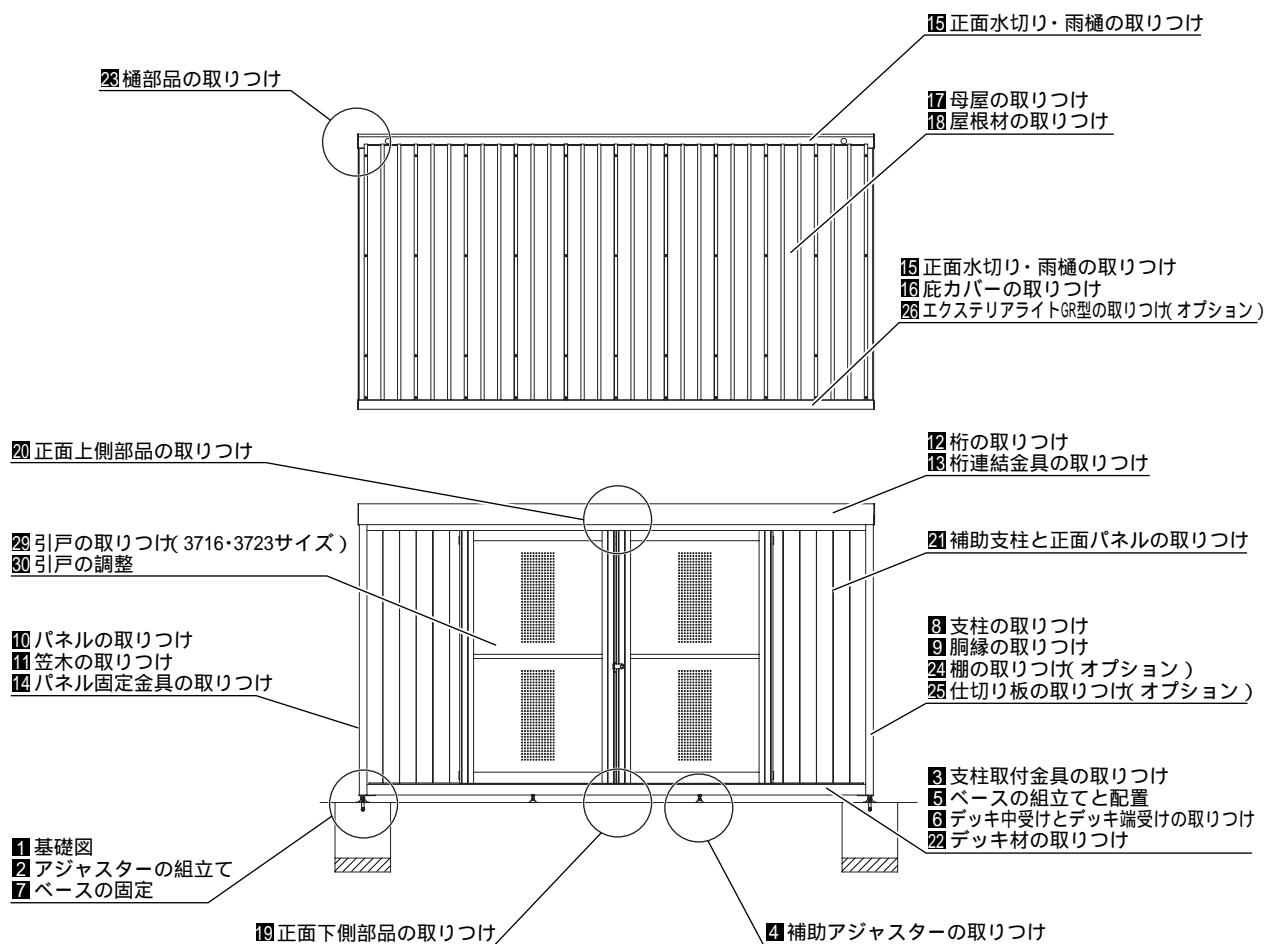 15 正面水切り・雨樋の取りつけ
23 樋部品の取りつけ
17 母屋の取りつけ
18 屋根材の取りつけ
15 正面水切り・雨樋の取りつけ
16 庇カバーの取りつけ
26 エクステリアライトGR型の取りつけ(オプション)
20 正面上側部品の取りつけ
12 桁の取りつけ
13 桁連結金具の取りつけ
29 引戸の取りつけ(3716・3723サイズ)
30 引戸の調整
21 補助支柱と正面パネルの取りつけ
10 パネルの取りつけ
11 笠木の取りつけ
14 パネル固定金具の取りつけ
8 支柱の取りつけ
9 胴縁の取りつけ
24 棚の取りつけ(オプション)
25 仕切り板の取りつけ(オプション)
3 支柱取付金具の取りつけ
5 ベースの組立てと配置
6 デッキ中受けとデッキ端受けの取りつけ
22 デッキ材の取りつけ
1 基礎図
2 アジャスターの組立て
7 ベースの固定
19 正面下側部品の取りつけ
4 補助アジャスターの取りつけ